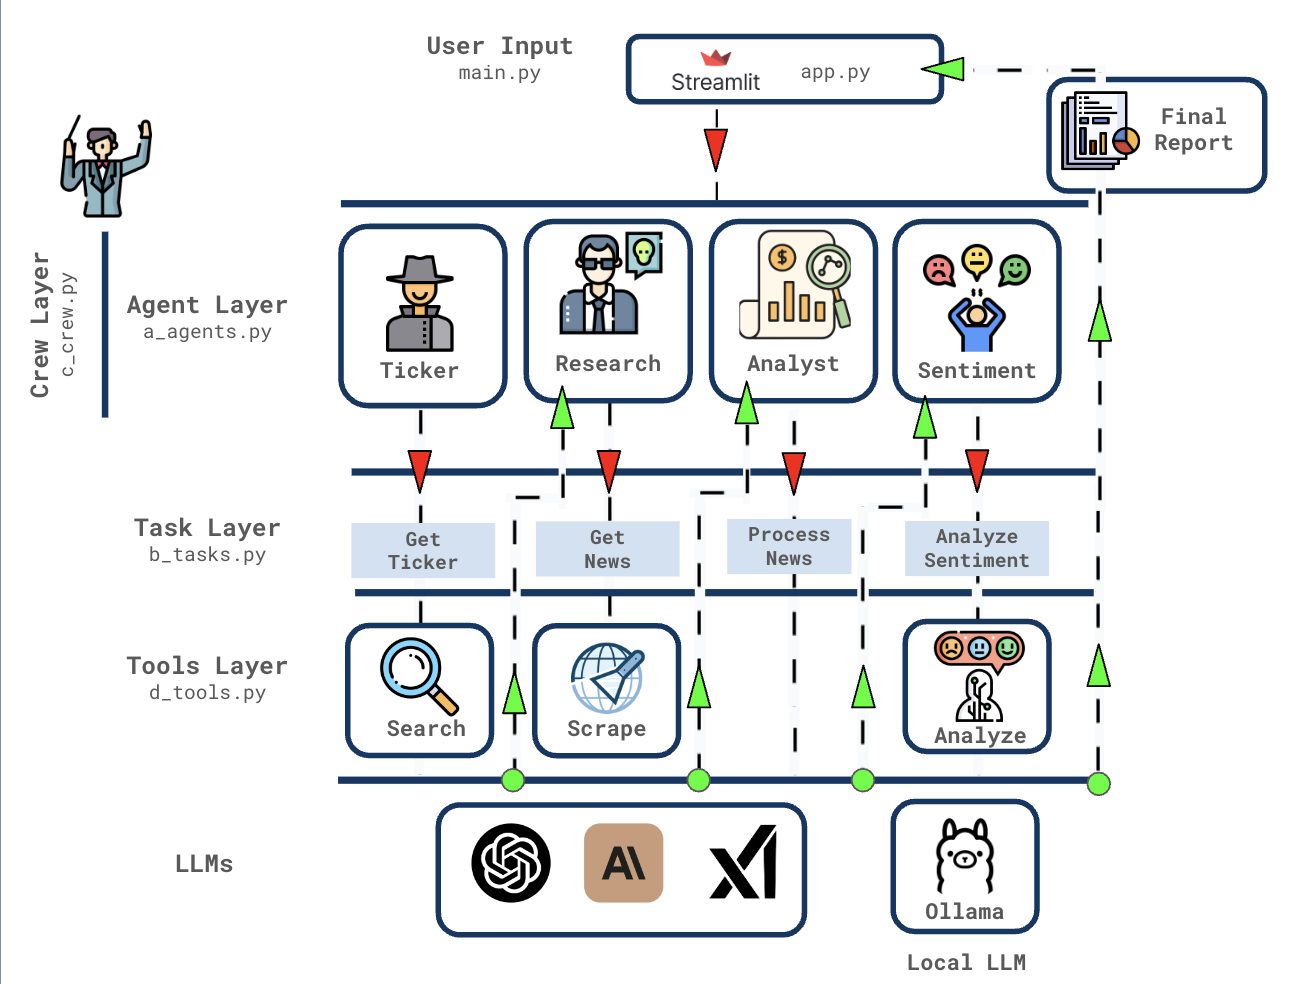 User Input
main.py
Streamlit
app.py
Final
Report
Crew Layer
c_crew.py
Agent Layer
a_agents.py
Ticker
Research
$
Analyst
Sentiment
Task Layer
b_tasks.py
Get
Ticker
Get
News
Process
News
Analyze
Sentiment
Tools Layer
d_tools.py
Search
Scrape
Analyze
LLMs
A\
xI
Ollama
Local LLM